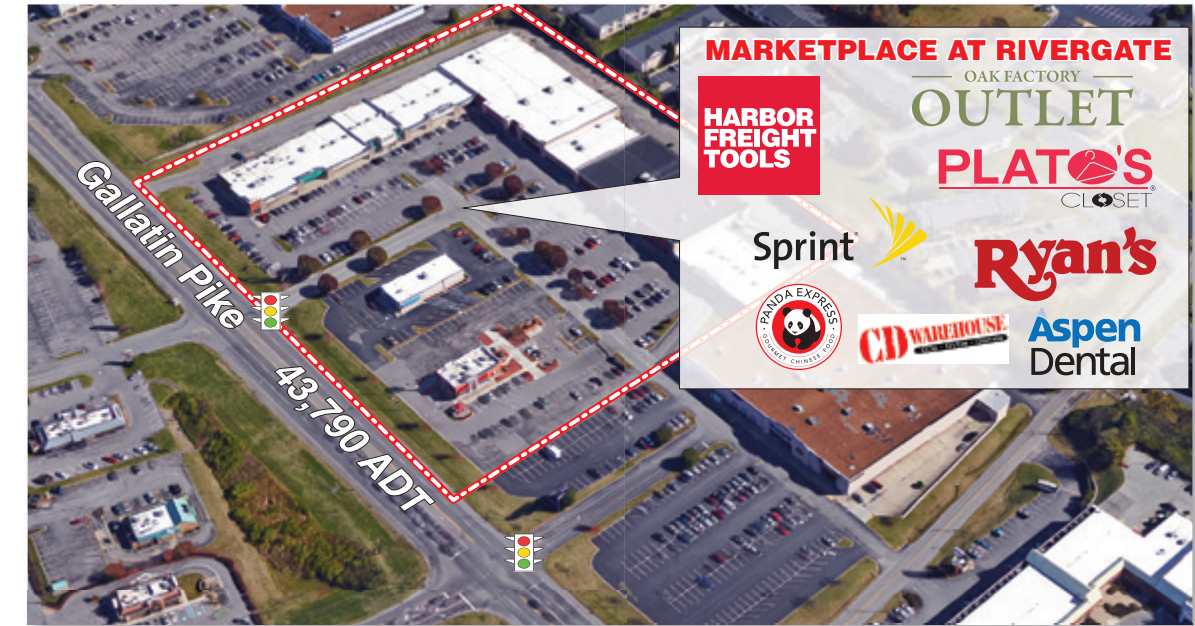 MARKETPLACE AT RIVERGATE
HARBOR
FREIGHT
TOOLS
OAK FACTORY
OUTLET
PLATO'S
CLOSET
®
Sprint
™
Ryan's
PANDA EXPRESS
GOURMET CHINESE FOOD
CD WAREHOUSE
Aspen
Dental
Gallatin Pike
43,790 ADT